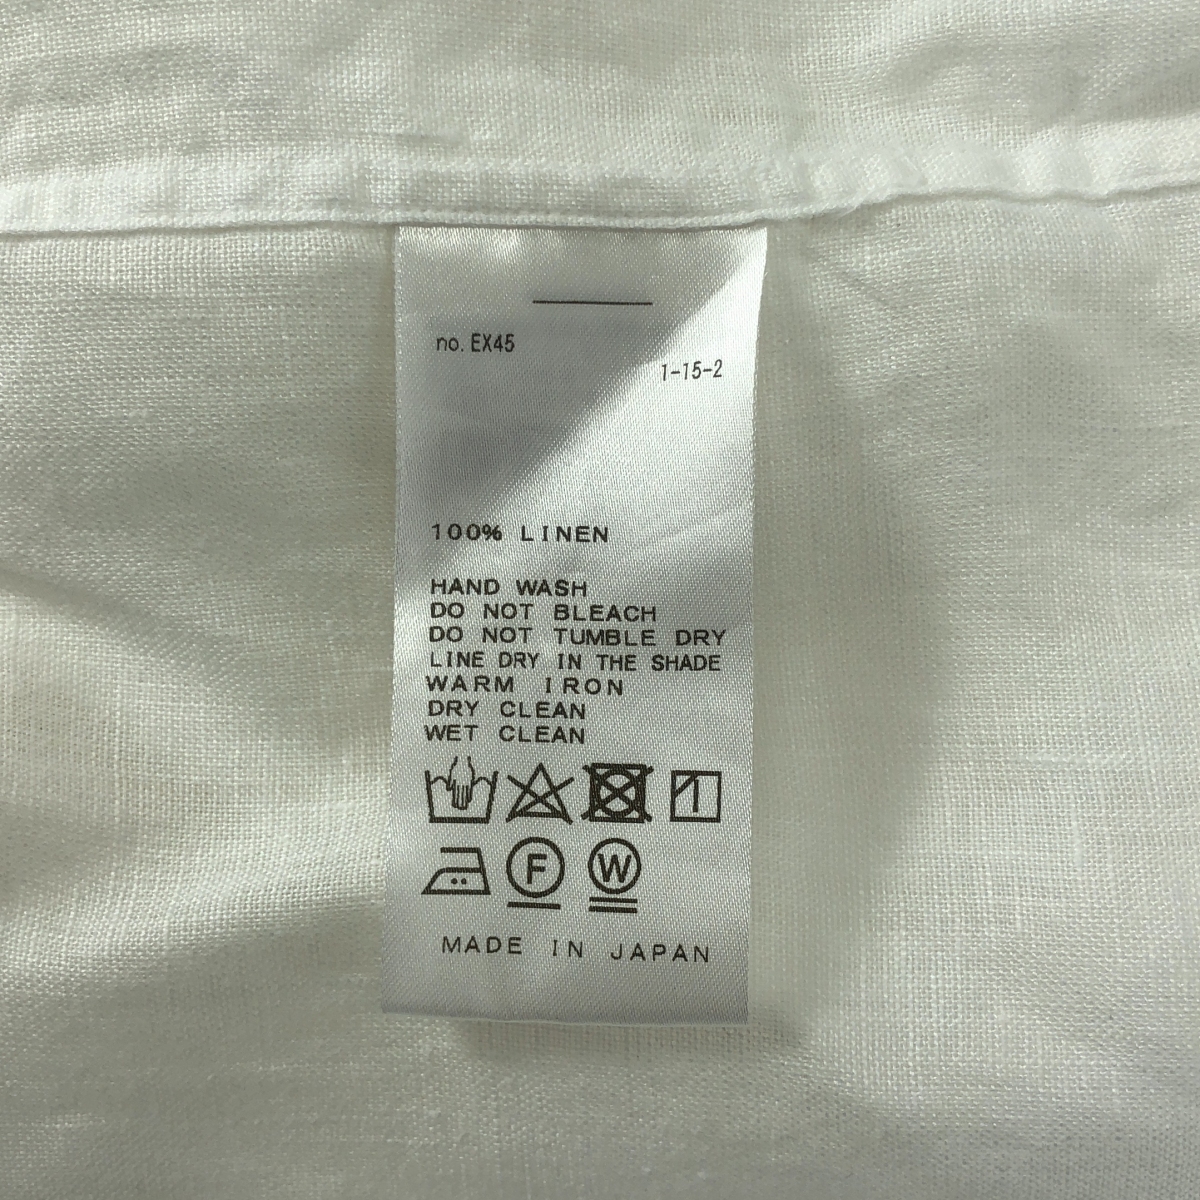 no. EX45
1-15-2
100% LINEN
HAND WASH
DO NOT BLEACH
DO NOT TUMBLE DRY
LINE DRY IN THE SHADE
WARM IRON
DRY CLEAN
WET CLEAN
F W
MADE IN JAPAN